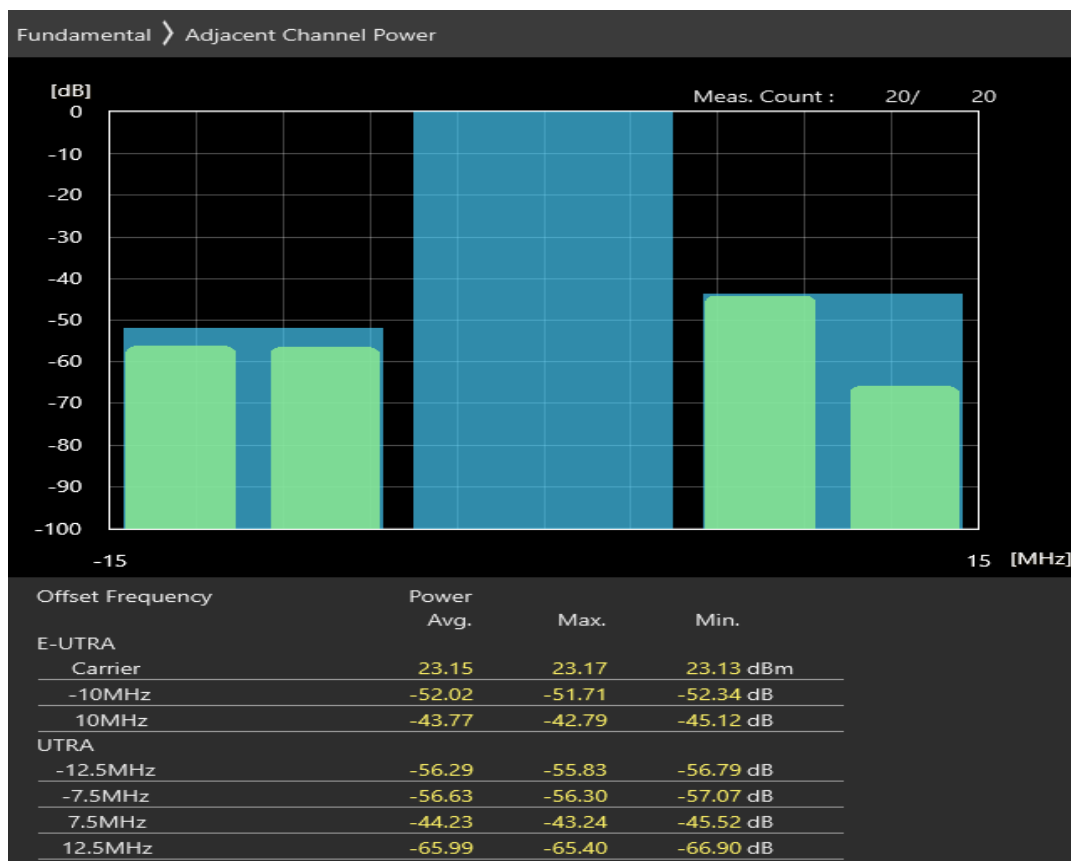 Fundamental ❯ Adjacent Channel Power
[dB]
Meas. Count : 20/ 20
0
-10
-20
-30
-40
-50
-60
-70
-80
-90
-100
-15 15 [MHz]
Offset Frequency Power
Avg. Max. Min.
E-UTRA
Carrier 23.15 23.17 23.13 dBm
-10MHz -52.02 -51.71 -52.34 dB
10MHz -43.77 -42.79 -45.12 dB
UTRA
-12.5MHz -56.29 -55.83 -56.79 dB
-7.5MHz -56.63 -56.30 -57.07 dB
7.5MHz -44.23 -43.24 -45.52 dB
12.5MHz -65.99 -65.40 -66.90 dB